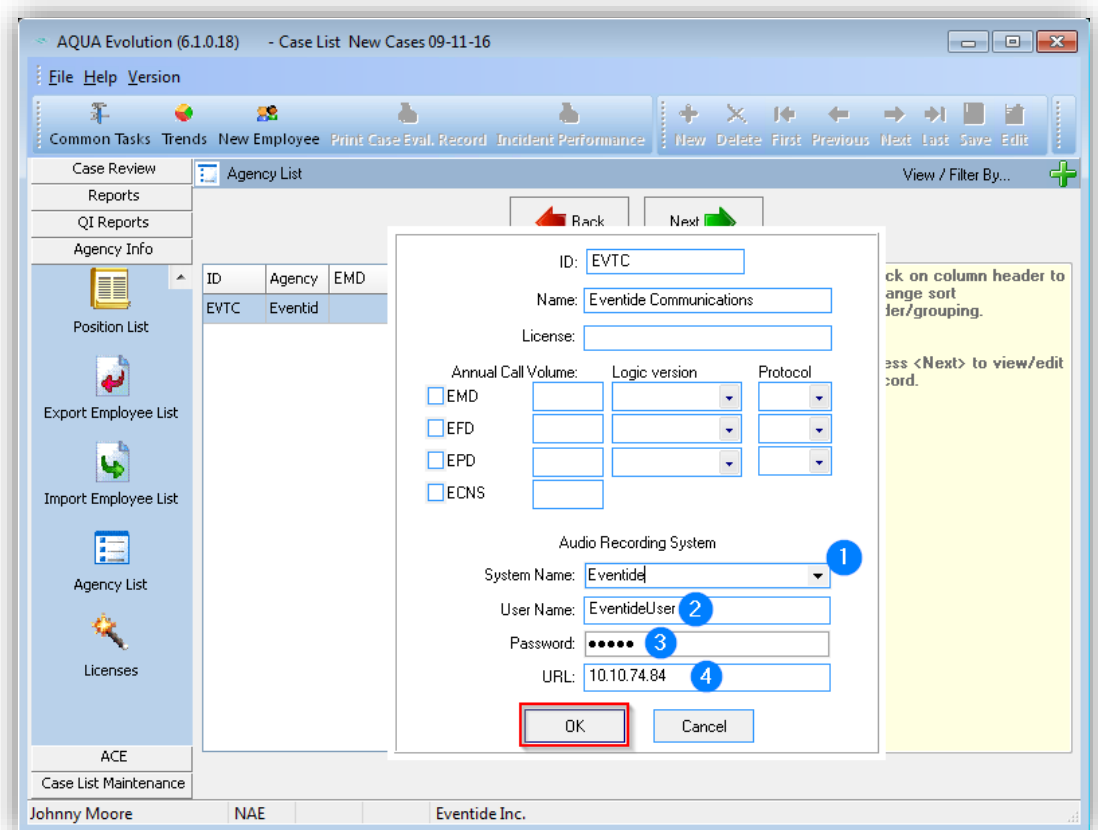 AQUA Evolution (6.1.0.18) - Case List New Cases 09-11-16
File Help Version
Common Tasks Trends New Employee Print Case Eval. Record Incident Performance New Delete First Previous Next Last Save Edit
Case Review
Agency List View / Filter By...
Reports
QI Reports
Agency Info
Back Next
ID Agency EMD
EVTC Eventid
Position List
Export Employee List
Import Employee List
Agency List
Licenses
ACE
Case List Maintenance
ID: EVTC
Name: Eventide Communications
License:
Annual Call Volume: Logic version Protocol
EMD
EFD
EPD
ECNS
Audio Recording System
1
System Name: Eventide
User Name: EventideUser 2
Password: ●●●●● 3
URL: 10.10.74.84 4
OK Cancel
ck on column header to
ange sort
der/grouping.
ess <Next> to view/edit
cord.
Johnny Moore NAE Eventide Inc.